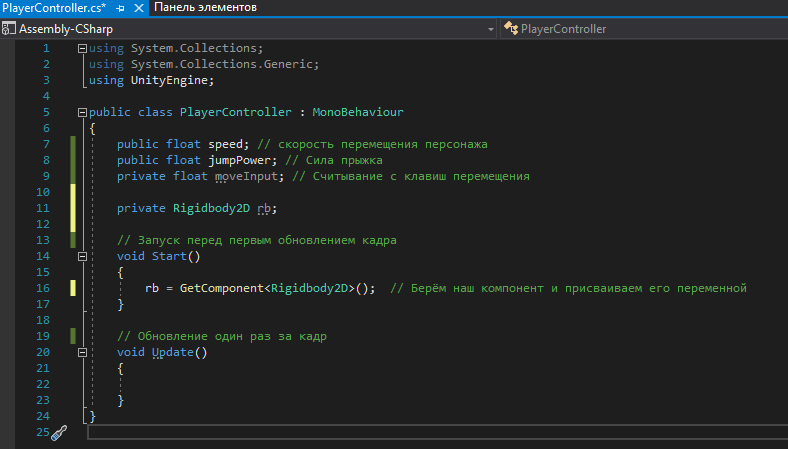 PlayerController.cs*
Панель элементов
Assembly-CSharp
PlayerController
1 using System.Collections;
2 using System.Collections.Generic;
3 using UnityEngine;
4
5 public class PlayerController : MonoBehaviour
6 {
7 public float speed; // скорость перемещения персонажа
8 public float jumpPower; // Сила прыжка
9 private float moveInput; // Считывание с клавиш перемещения
10
11 private Rigidbody2D rb;
12
13 // Запуск перед первым обновлением кадра
14 void Start()
15 {
16 rb = GetComponent<Rigidbody2D>(); // Берём наш компонент и присваиваем его переменной
17 }
18
19 // Обновление один раз за кадр
20 void Update()
21 {
22
23 }
24 }
25